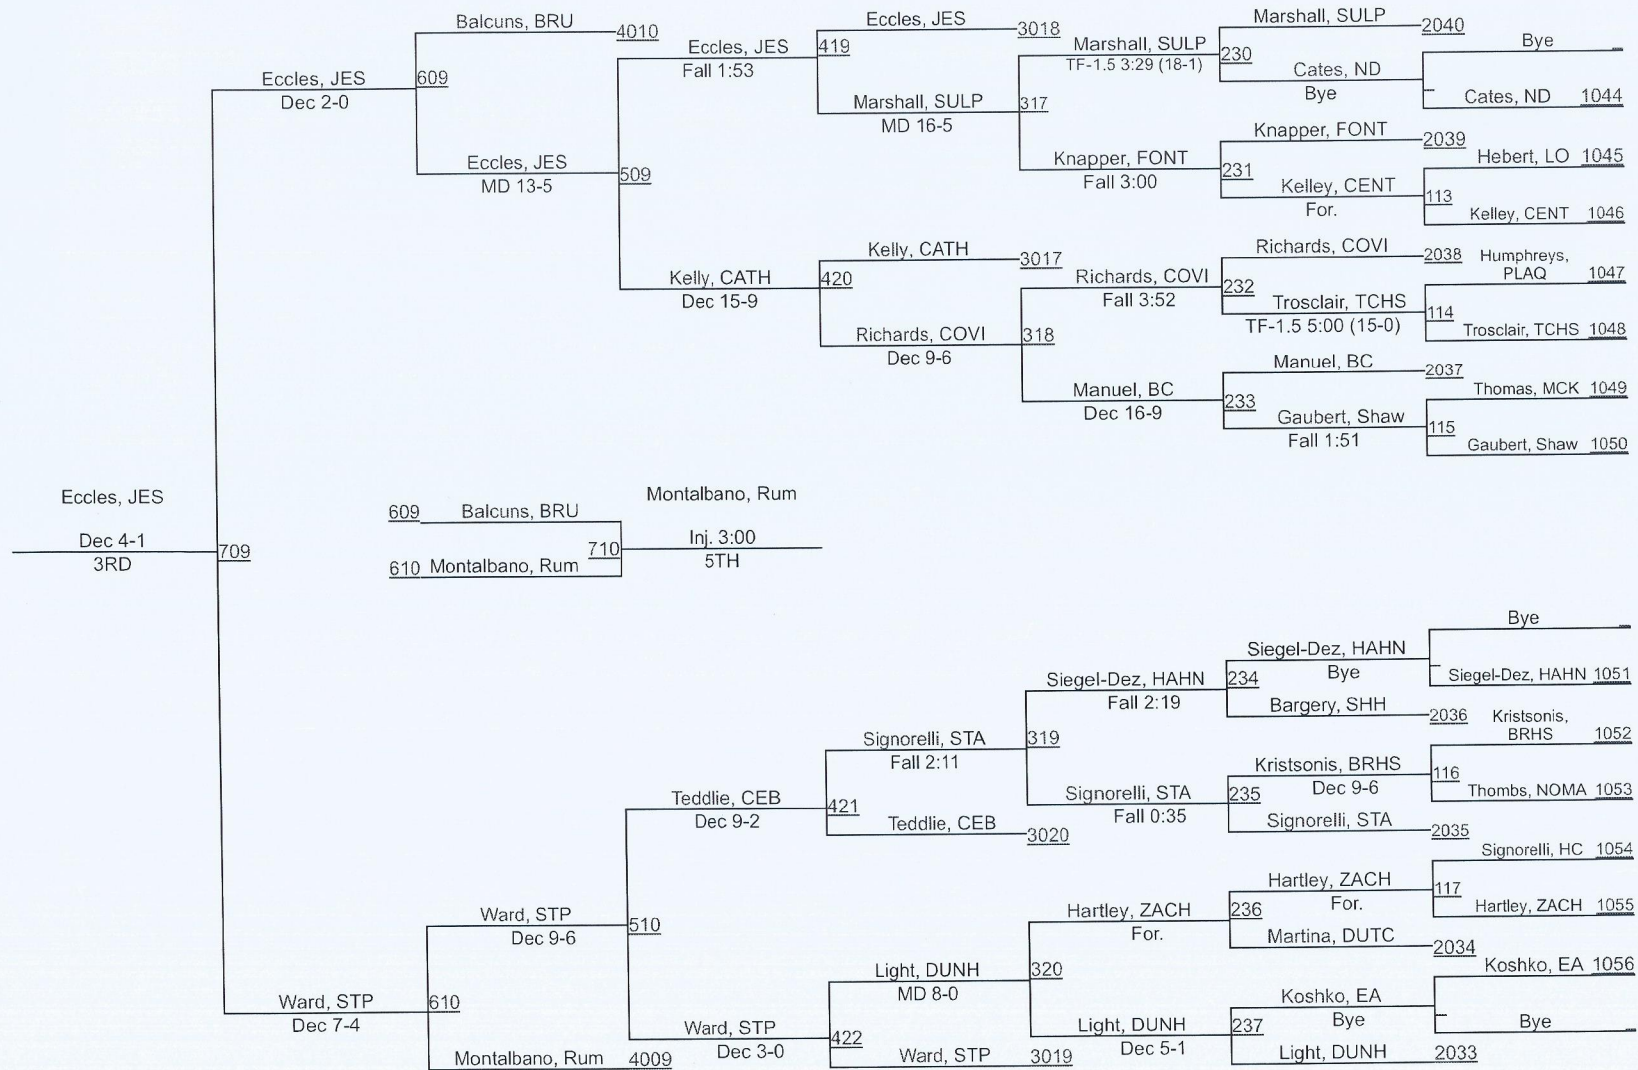 Balcuns, BRU 4010
Eccles, JES 3018
Marshall, SULP 2040
Eccles, JES 419
Fall 1:53
Marshall, SULP 230
TF-1.5 3:29 (18-1)
Bye
Eccles, JES 609
Dec 2-0
Cates, ND
Bye
Cates, ND 1044
Marshall, SULP 317
MD 16-5
Knapper, FONT 2039
Hebert, LO 1045
Eccles, JES 509
MD 13-5
Knapper, FONT 231
Fall 3:00
Kelley, CENT 113
For.
Kelley, CENT 1046
Kelly, CATH 3017
Richards, COVI 2038
Humphreys,
PLAQ 1047
Kelly, CATH 420
Dec 15-9
Richards, COVI 232
Fall 3:52
Trosclair, TCHS 114
TF-1.5 5:00 (15-0)
Trosclair, TCHS 1048
Richards, COVI 318
Dec 9-6
Manuel, BC 2037
Thomas, MCK 1049
Manuel, BC 233
Dec 16-9
Gaubert, Shaw 115
Fall 1:51
Gaubert, Shaw 1050
Eccles, JES
Dec 4-1
3RD
709
609 Balcuns, BRU
610 Montalbano, Rum
710
Montalbano, Rum
Inj. 3:00
5TH
Bye
Siegel-Dez, HAHN
Bye
Siegel-Dez, HAHN 1051
Siegel-Dez, HAHN 234
Fall 2:19
Bargery, SHH 2036
Kristsonis,
BRHS 1052
Signorelli, STA 319
Fall 2:11
Kristsonis, BRHS 116
Dec 9-6
Thombs, NOMA 1053
Teddlie, CEB 421
Dec 9-2
Signorelli, STA 235
Fall 0:35
Signorelli, STA 2035
Teddlie, CEB 3020
Signorelli, HC 1054
Hartley, ZACH 117
For.
Hartley, ZACH 1055
Ward, STP 510
Dec 9-6
Hartley, ZACH 236
For.
Martina, DUTC 2034
Light, DUNH 320
MD 8-0
Koshko, EA 1056
Ward, STP 610
Dec 7-4
Koshko, EA
Bye
Bye
Ward, STP 422
Dec 3-0
Light, DUNH 237
Dec 5-1
Montalbano, Rum 4009
Ward, STP 3019
Light, DUNH 2033